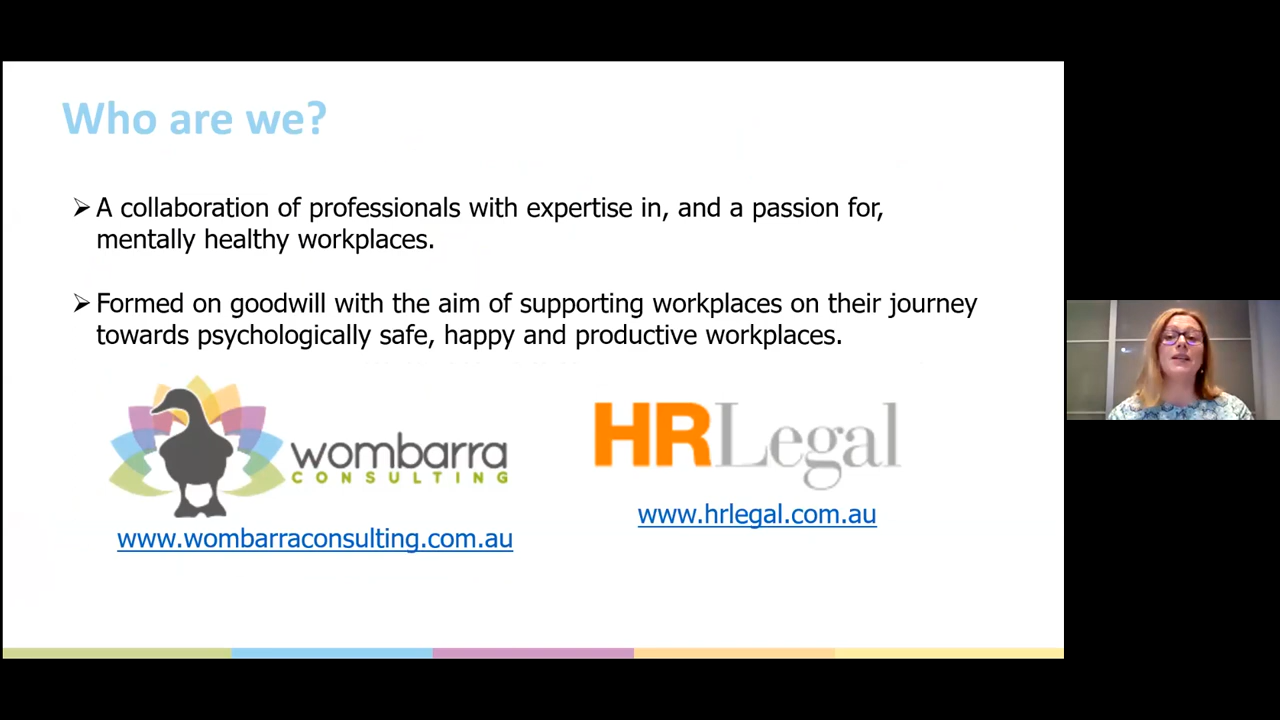 Who are we?
➢ A collaboration of professionals with expertise in, and a passion for,
mentally healthy workplaces.
➢ Formed on goodwill with the aim of supporting workplaces on their journey
towards psychologically safe, happy and productive workplaces.
wombarra
CONSULTING
HRLegal
www.wombarraconsulting.com.au
www.hrlegal.com.au